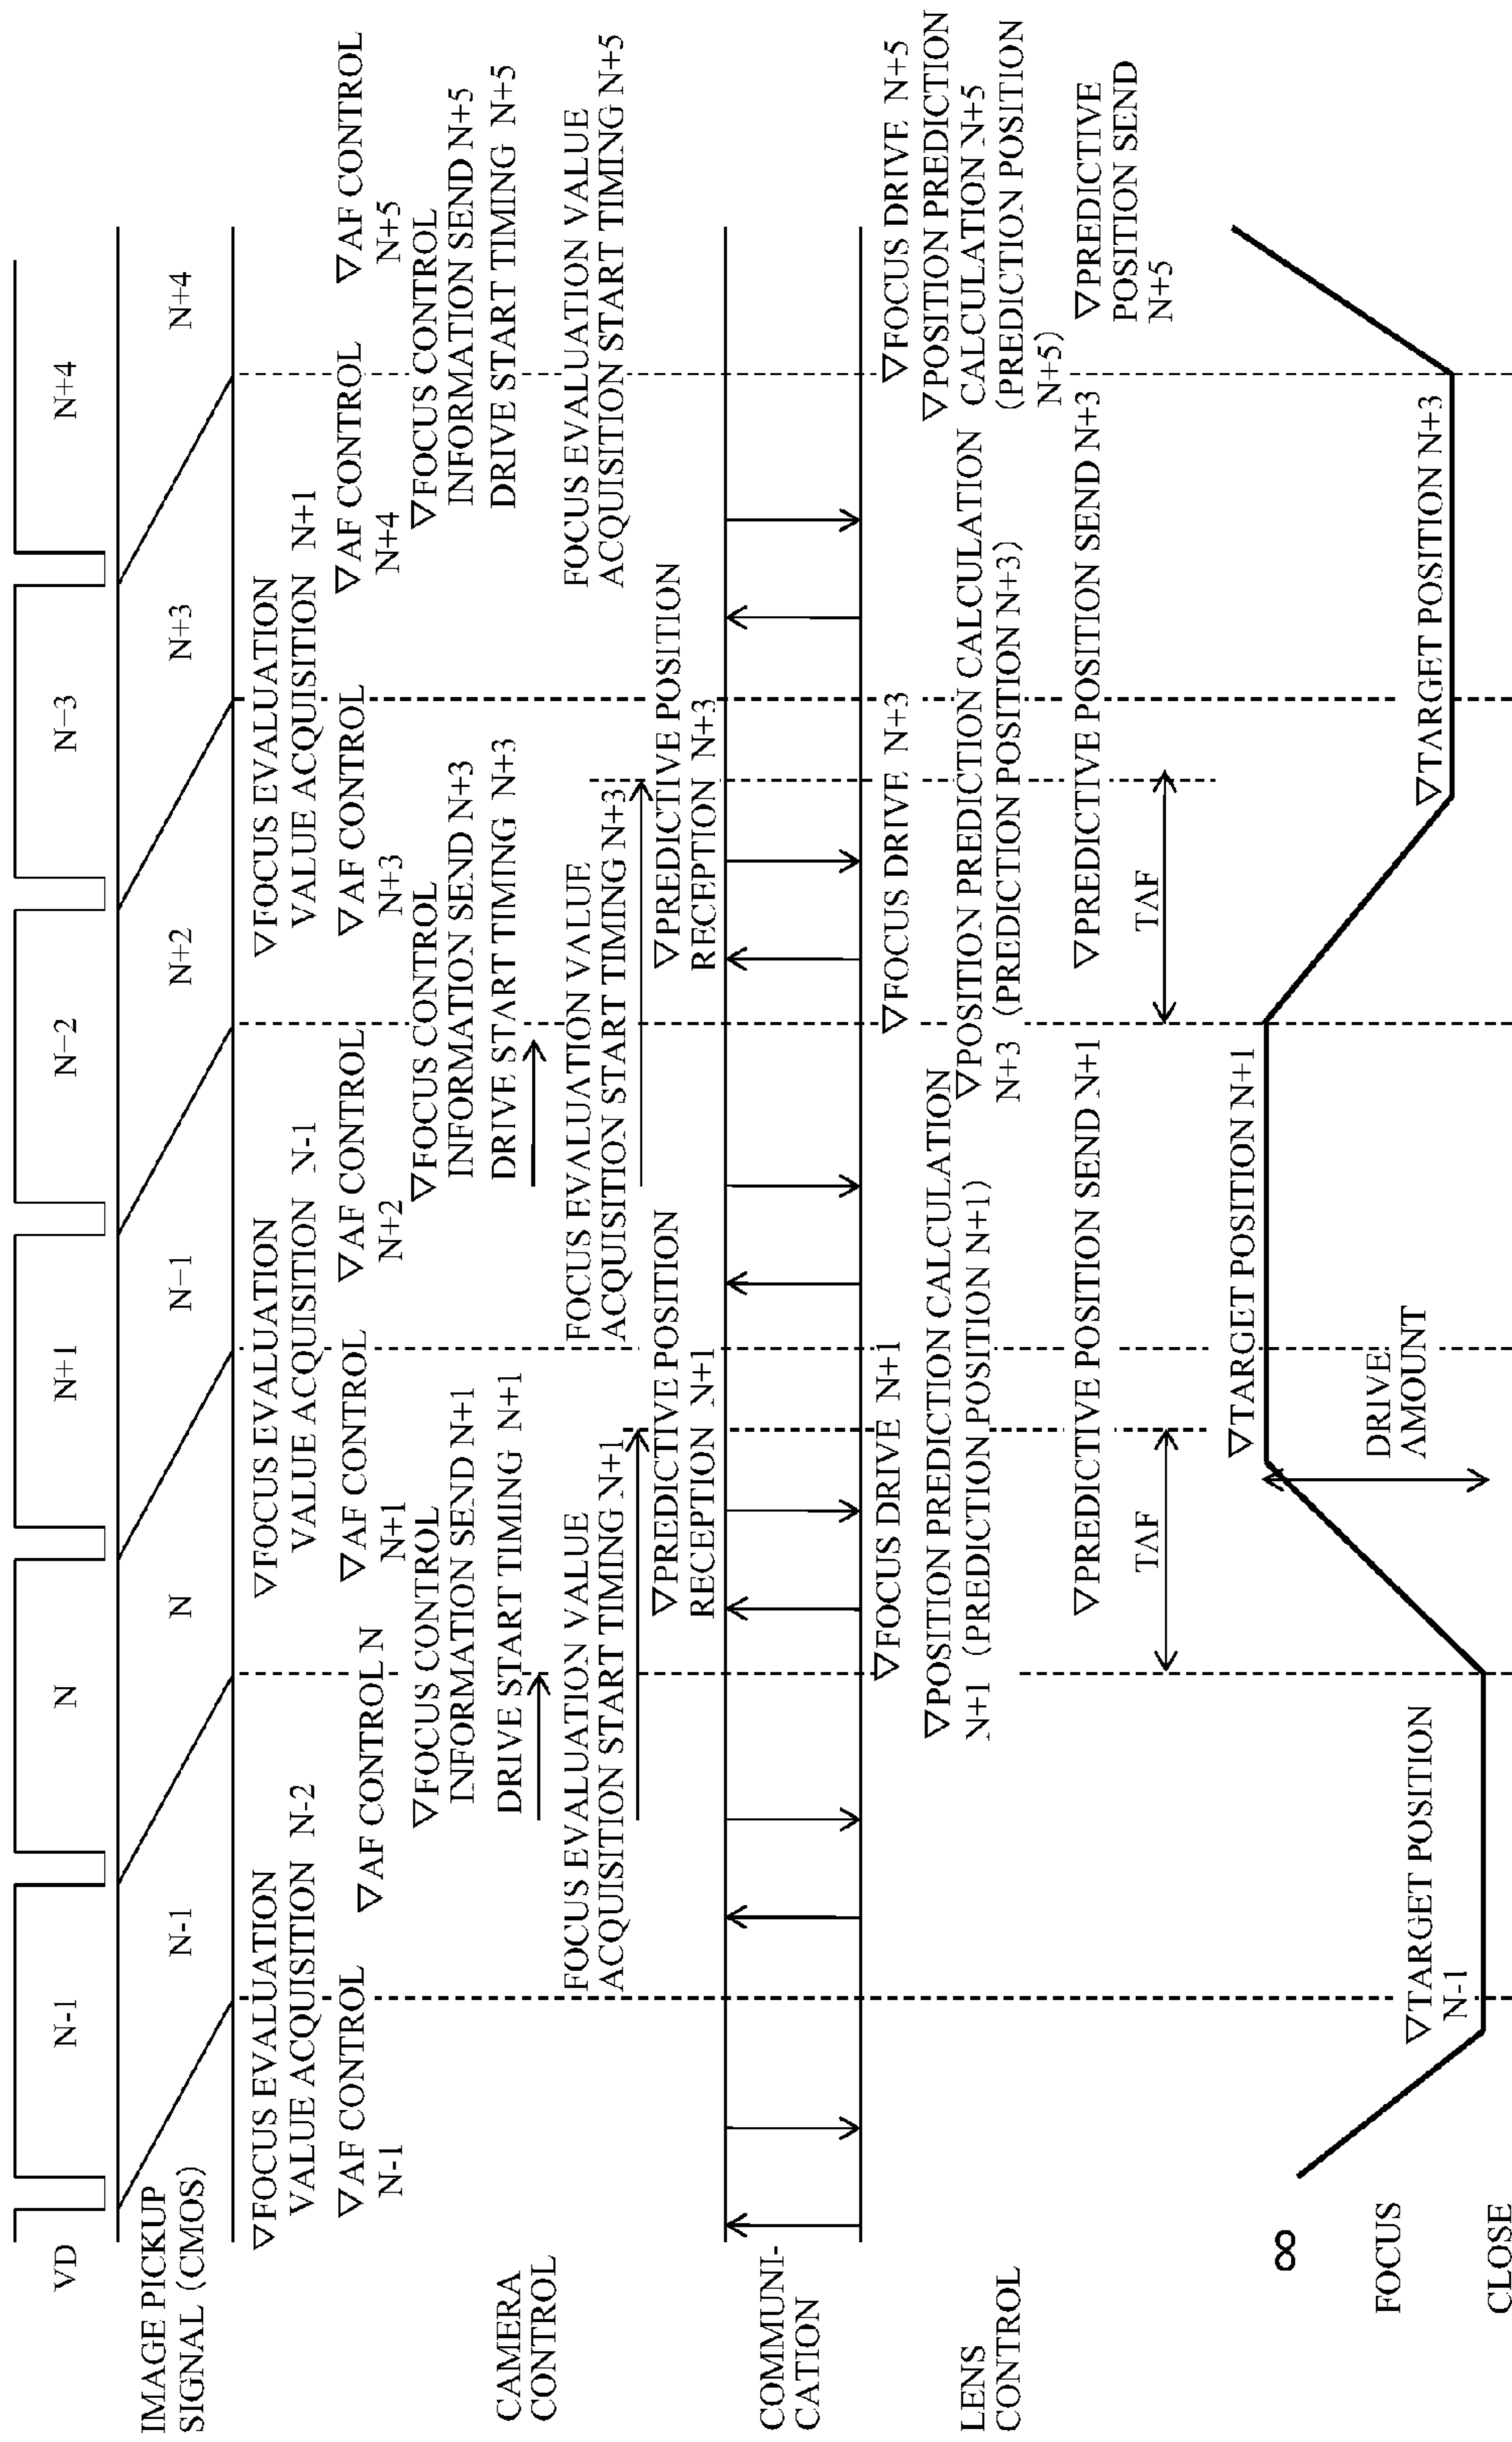 VD
N-1
N
N+1
N−2
N−3
N+4
IMAGE PICKUP
SIGNAL (CMOS)
N-1
N
N−1
N+2
N+3
N+4
CAMERA
CONTROL
▽FOCUS EVALUATION
VALUE ACQUISITION N-2
▽AF CONTROL
N-1
▽AF CONTROL N
▽FOCUS CONTROL
INFORMATION SEND N+1
DRIVE START TIMING N+1
FOCUS EVALUATION VALUE
ACQUISITION START TIMING N+1
▽FOCUS EVALUATION
VALUE ACQUISITION N-1
▽AF CONTROL
N+1
▽PREDICTIVE POSITION
RECEPTION N+1
▽AF CONTROL
N+2
▽FOCUS CONTROL
INFORMATION SEND N+3
DRIVE START TIMING N+3
FOCUS EVALUATION VALUE
ACQUISITION START TIMING N+3
▽FOCUS EVALUATION
VALUE ACQUISITION N+1
▽AF CONTROL
N+3
▽PREDICTIVE POSITION
RECEPTION N+3
▽AF CONTROL
N+4
▽FOCUS CONTROL
INFORMATION SEND N+5
DRIVE START TIMING N+5
FOCUS EVALUATION VALUE
ACQUISITION START TIMING N+5
▽AF CONTROL
N+5
COMMUNI-
CATION
LENS
CONTROL
▽FOCUS DRIVE N+1
▽POSITION PREDICTION CALCULATION
N+1 (PREDICTION POSITION N+1)
▽PREDICTIVE POSITION SEND N+1
TAF
▽FOCUS DRIVE N+3
▽POSITION PREDICTION CALCULATION
N+3 (PREDICTION POSITION N+3)
▽PREDICTIVE POSITION SEND N+3
TAF
▽FOCUS DRIVE N+5
▽POSITION PREDICTION
CALCULATION N+5
(PREDICTION POSITION
N+5)
▽PREDICTIVE
POSITION SEND
N+5
∞
FOCUS
CLOSE
▽TARGET POSITION
N-1
▽TARGET POSITION N+1
DRIVE
AMOUNT
▽TARGET POSITION N+3